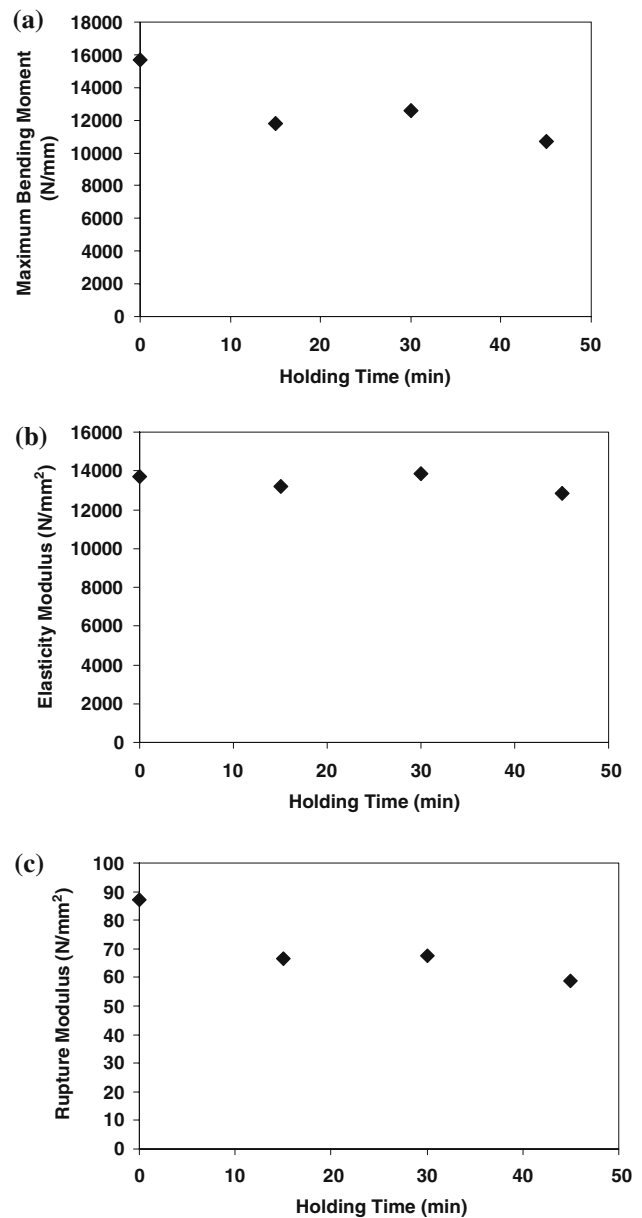 (a)
Maximum Bending Moment
(N/mm)
18000
16000
14000
12000
10000
8000
6000
4000
2000
0
0 10 20 30 40 50
Holding Time (min)
(b)
Elasticity Modulus (N/mm²)
16000
14000
12000
10000
8000
6000
4000
2000
0
0 10 20 30 40 50
Holding Time (min)
(c)
Rupture Modulus (N/mm²)
100
90
80
70
60
50
40
30
20
10
0
0 10 20 30 40 50
Holding Time (min)